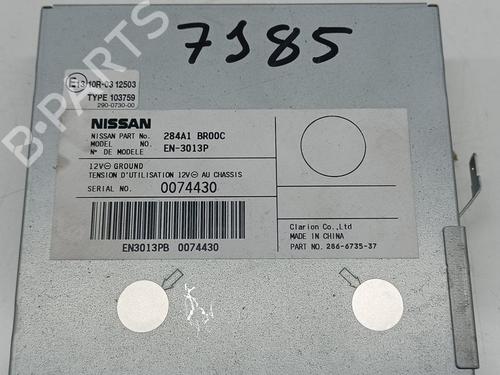 7985
B-PARTS
E13 10R-03 12503
TYPE 103759
290-0730-00
NISSAN
NISSAN PART No. 284A1 BR00C
MODEL NO. EN-3013P
N° DE MODELE
12V⊖ GROUND
TENSION D'UTILISATION 12V⊖ AU CHASSIS
SERIAL NO. 0074430
EN3013PB 0074430
Clarion Co.,Ltd
MADE IN CHINA
PART NO. 286-6735-37